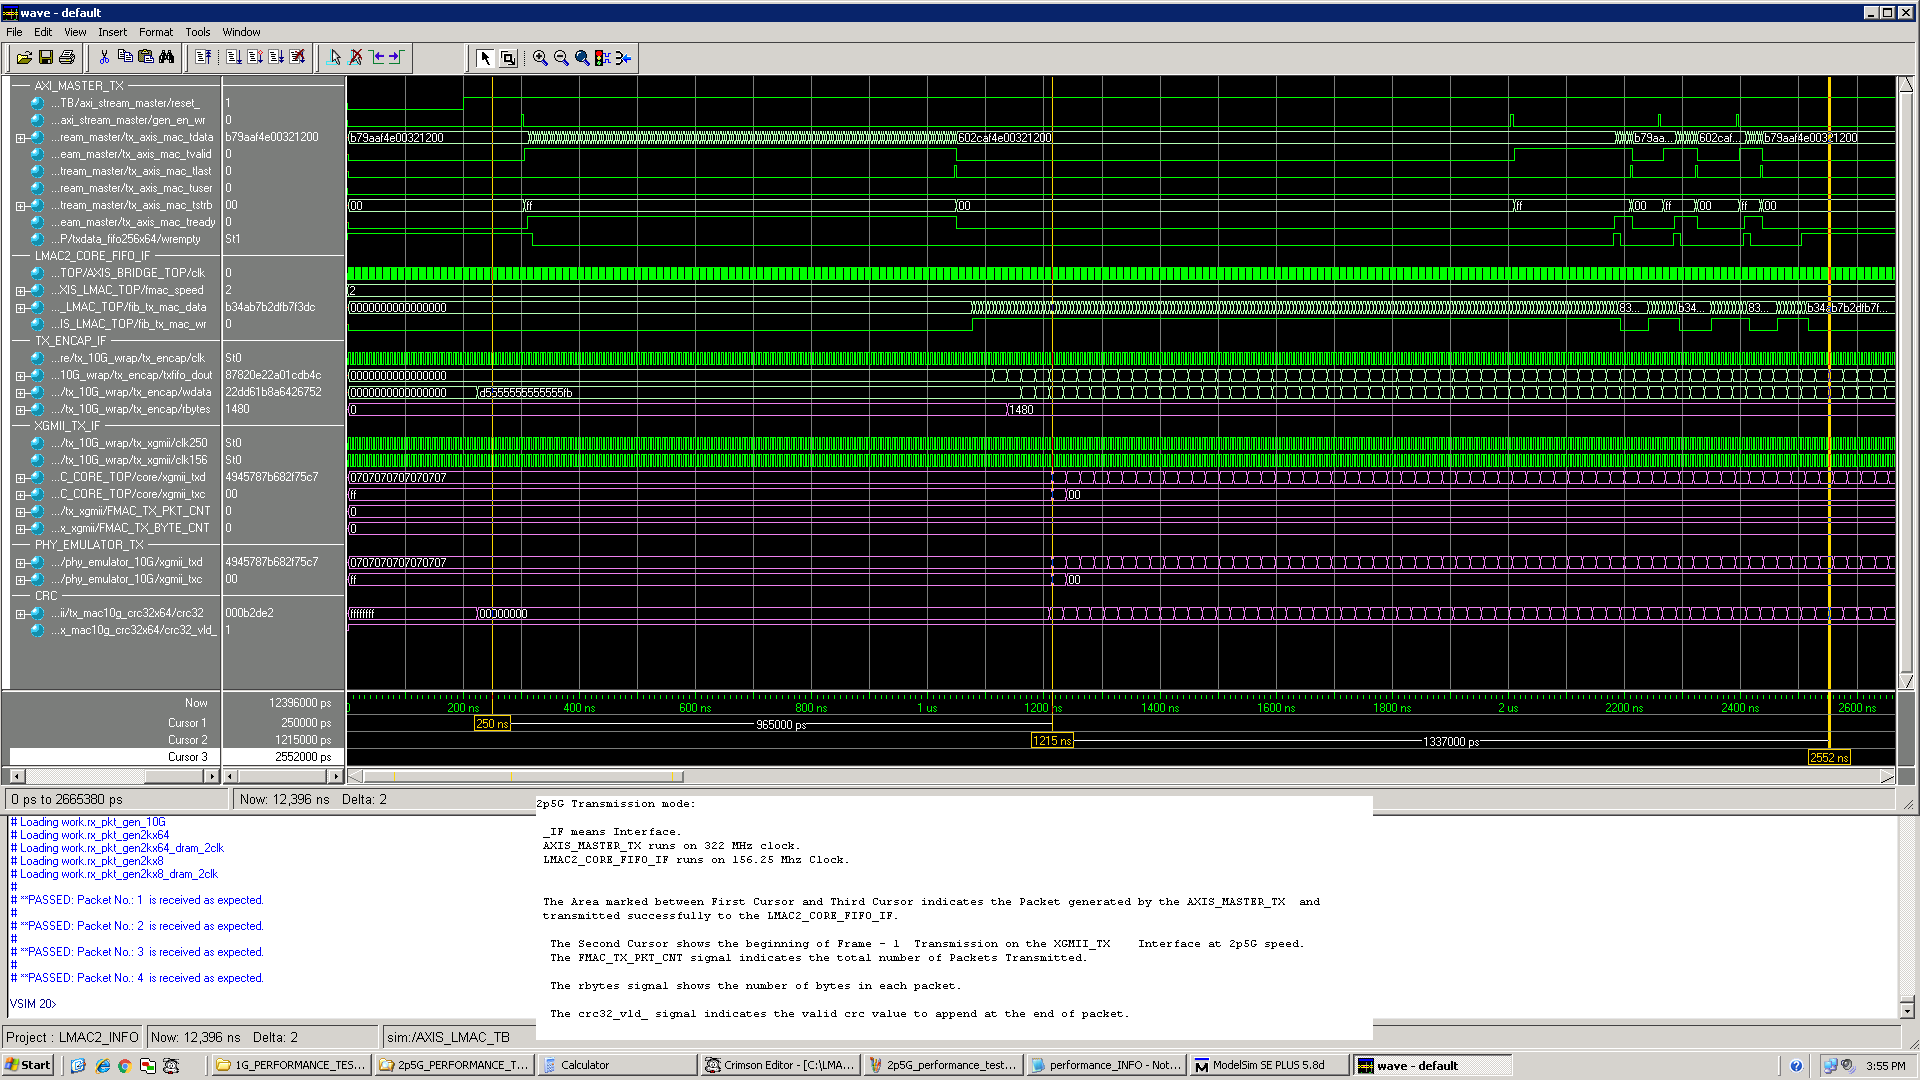 wave - default
File Edit View Insert Format Tools Window
AXI_MASTER_TX
...TB/axi_stream_master/reset_ 1
...axi_stream_master/gen_en_wr 0
...ream_master/tx_axis_mac_tdata b79aaf4e00321200 b79aaf4e00321200 602caf4e00321200 b79aa... 602caf... b79aaf4e00321200
...eam_master/tx_axis_mac_tvalid 0
...tream_master/tx_axis_mac_tlast 0
...ream_master/tx_axis_mac_tuser 0
...tream_master/tx_axis_mac_tstrb 00 00 ff 00 ff 00 ff 00 ff 00
...eam_master/tx_axis_mac_tready 0
...P/txdata_fifo256x64/wrempty St1
LMAC2_CORE_FIFO_IF
...TOP/AXIS_BRIDGE_TOP/clk 0
...XIS_LMAC_TOP/fmac_speed 2 2
..._LMAC_TOP/fib_tx_mac_data b34ab7b2dfb7f3dc 0000000000000000 83... b34... 83... b34ab7b2dfb7f...
...IS_LMAC_TOP/fib_tx_mac_wr 0
TX_ENCAP_IF
...re/tx_10G_wrap/tx_encap/clk St0
...10G_wrap/tx_encap/txfifo_dout 87820e22a01cdb4c 0000000000000000
.../tx_10G_wrap/tx_encap/wdata 22dd61b8a6426752 0000000000000000 d5555555555555fb
.../tx_10G_wrap/tx_encap/rbytes 1480 0 1480
XGMII_TX_IF
.../tx_10G_wrap/tx_xgmii/clk250 St0
.../tx_10G_wrap/tx_xgmii/clk156 St0
...C_CORE_TOP/core/xgmii_txd 4945787b682f75c7 0707070707070707
...C_CORE_TOP/core/xgmii_txc 00 ff 00
.../tx_xgmii/FMAC_TX_PKT_CNT 0 0
...x_xgmii/FMAC_TX_BYTE_CNT 0 0
PHY_EMULATOR_TX
.../phy_emulator_10G/xgmii_txd 4945787b682f75c7 0707070707070707
.../phy_emulator_10G/xgmii_txc 00 ff 00
CRC
...ii/tx_mac10g_crc32x64/crc32 000b2de2 ffffffff 00000000
...x_mac10g_crc32x64/crc32_vld_ 1
Now 12396000 ps 200 ns 400 ns 600 ns 800 ns 1 us 1200 ns 1400 ns 1600 ns 1800 ns 2 us 2200 ns 2400 ns 2600 ns
Cursor 1 250000 ps 250 ns 965000 ps
Cursor 2 1215000 ps 1215 ns 1337000 ps
Cursor 3 2552000 ps 2552 ns
0 ps to 2665380 ps Now: 12,396 ns Delta: 2
# Loading work.rx_pkt_gen_10G
# Loading work.rx_pkt_gen2kx64
# Loading work.rx_pkt_gen2kx64_dram_2clk
# Loading work.rx_pkt_gen2kx8
# Loading work.rx_pkt_gen2kx8_dram_2clk
#
# **PASSED: Packet No.: 1 is received as expected.
#
# **PASSED: Packet No.: 2 is received as expected.
#
# **PASSED: Packet No.: 3 is received as expected.
#
# **PASSED: Packet No.: 4 is received as expected.
VSIM 20>
2p5G Transmission mode:
_IF means Interface.
AXIS_MASTER_TX runs on 322 MHz clock.
LMAC2_CORE_FIFO_IF runs on 156.25 Mhz Clock.
The Area marked between First Cursor and Third Cursor indicates the Packet generated by the AXIS_MASTER_TX and
transmitted successfully to the LMAC2_CORE_FIFO_IF.
The Second Cursor shows the beginning of Frame - 1 Transmission on the XGMII_TX Interface at 2p5G speed.
The FMAC_TX_PKT_CNT signal indicates the total number of Packets Transmitted.
The rbytes signal shows the number of bytes in each packet.
The crc32_vld_ signal indicates the valid crc value to append at the end of packet.
Project : LMAC2_INFO Now: 12,396 ns Delta: 2 sim:/AXIS_LMAC_TB
Start 1G_PERFORMANCE_TES... 2p5G_PERFORMANCE_T... Calculator Crimson Editor - [C:\LMA... 2p5G_performance_test... performance_INFO - Not... ModelSim SE PLUS 5.8d wave - default 3:55 PM